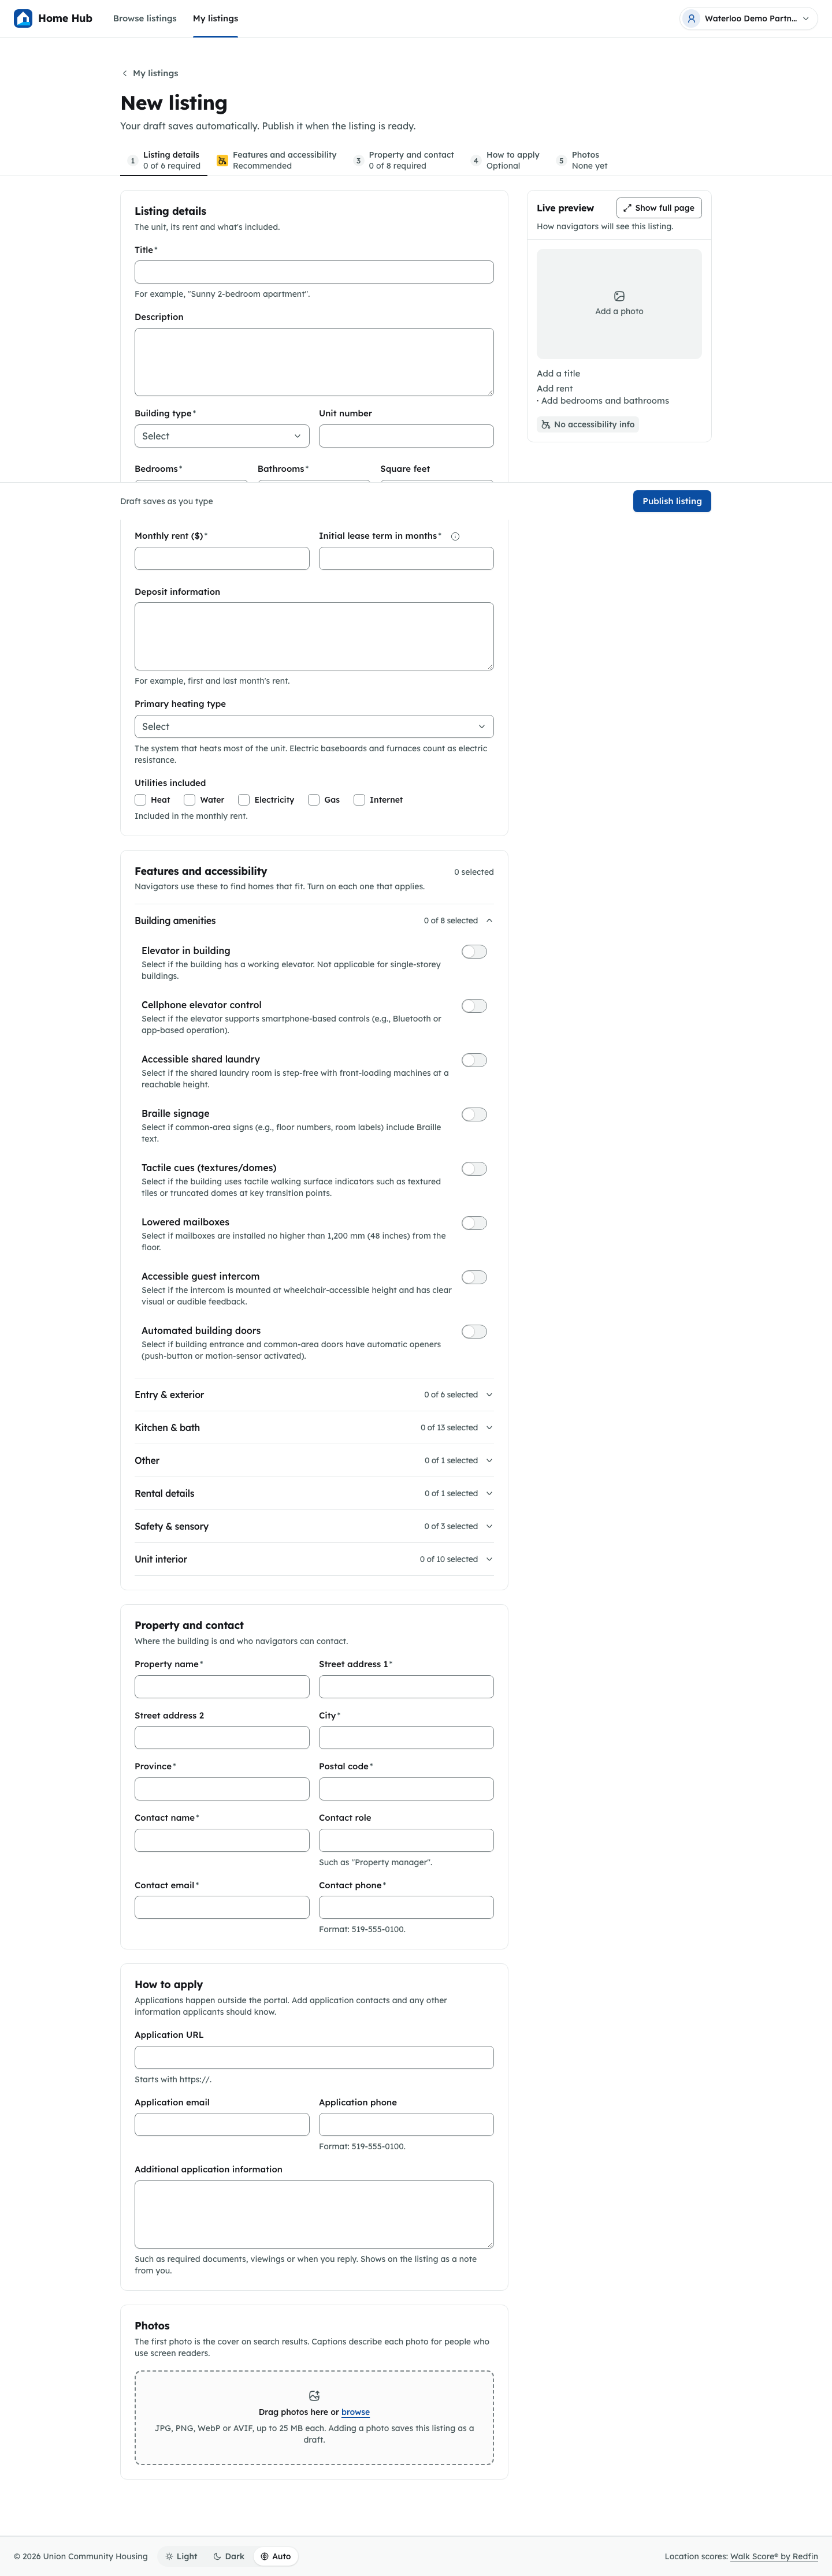 Home Hub
Browse listings
My listings
Waterloo Demo Partn...
My listings
New listing
Your draft saves automatically. Publish it when the listing is ready.
1 Listing details
0 of 6 required
Features and accessibility
Recommended
3 Property and contact
0 of 8 required
4 How to apply
Optional
5 Photos
None yet
Listing details
The unit, its rent and what's included.
Title*
For example, "Sunny 2-bedroom apartment".
Description
Building type*
Unit number
Select
Bedrooms*
Bathrooms*
Square feet
Live preview
Show full page
How navigators will see this listing.
Add a photo
Add a title
Add rent
· Add bedrooms and bathrooms
No accessibility info
Draft saves as you type
Publish listing
Monthly rent ($)*
Initial lease term in months*
Deposit information
For example, first and last month's rent.
Primary heating type
Select
The system that heats most of the unit. Electric baseboards and furnaces count as electric
resistance.
Utilities included
Heat
Water
Electricity
Gas
Internet
Included in the monthly rent.
Features and accessibility
0 selected
Navigators use these to find homes that fit. Turn on each one that applies.
Building amenities
0 of 8 selected
Elevator in building
Select if the building has a working elevator. Not applicable for single-storey
buildings.
Cellphone elevator control
Select if the elevator supports smartphone-based controls (e.g., Bluetooth or
app-based operation).
Accessible shared laundry
Select if the shared laundry room is step-free with front-loading machines at a
reachable height.
Braille signage
Select if common-area signs (e.g., floor numbers, room labels) include Braille
text.
Tactile cues (textures/domes)
Select if the building uses tactile walking surface indicators such as textured
tiles or truncated domes at key transition points.
Lowered mailboxes
Select if mailboxes are installed no higher than 1,200 mm (48 inches) from the
floor.
Accessible guest intercom
Select if the intercom is mounted at wheelchair-accessible height and has clear
visual or audible feedback.
Automated building doors
Select if building entrance and common-area doors have automatic openers
(push-button or motion-sensor activated).
Entry & exterior
0 of 6 selected
Kitchen & bath
0 of 13 selected
Other
0 of 1 selected
Rental details
0 of 1 selected
Safety & sensory
0 of 3 selected
Unit interior
0 of 10 selected
Property and contact
Where the building is and who navigators can contact.
Property name*
Street address 1*
Street address 2
City*
Province*
Postal code*
Contact name*
Contact role
Such as "Property manager".
Contact email*
Contact phone*
Format: 519-555-0100.
How to apply
Applications happen outside the portal. Add application contacts and any other
information applicants should know.
Application URL
Starts with https://.
Application email
Application phone
Format: 519-555-0100.
Additional application information
Such as required documents, viewings or when you reply. Shows on the listing as a note
from you.
Photos
The first photo is the cover on search results. Captions describe each photo for people who
use screen readers.
Drag photos here or browse
JPG, PNG, WebP or AVIF, up to 25 MB each. Adding a photo saves this listing as a
draft.
© 2026 Union Community Housing
Light
Dark
Auto
Location scores: Walk Score® by Redfin